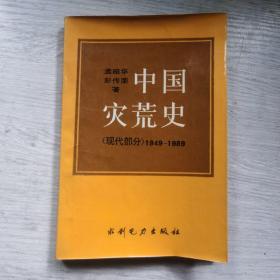 孟昭华
彭传荣
著
中国
灾荒史
(现代部分)1949-1989
水利电力出版社